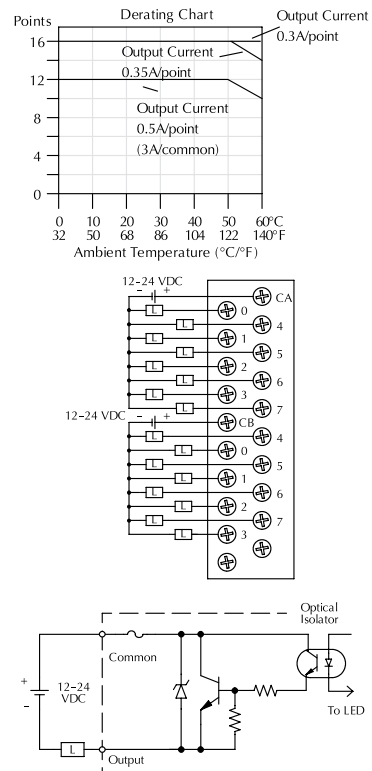 Derating Chart
Points
Output Current
0.3A/point
16
Output Current
0.35A/point
12
Output Current
0.5A/point
(3A/common)
8
4
0
0 10 20 30 40 50 60°C
32 50 68 86 104 122 140°F
Ambient Temperature (°C/°F)
12–24 VDC
– +
CA
L
0
L
4
L
1
L
5
L
2
L
6
L
3
L
7
12–24 VDC
– +
CB
L
4
L
0
L
5
L
1
L
6
L
2
L
7
L
3
Optical
Isolator
Common
+
12–24
VDC
–
To LED
L
Output